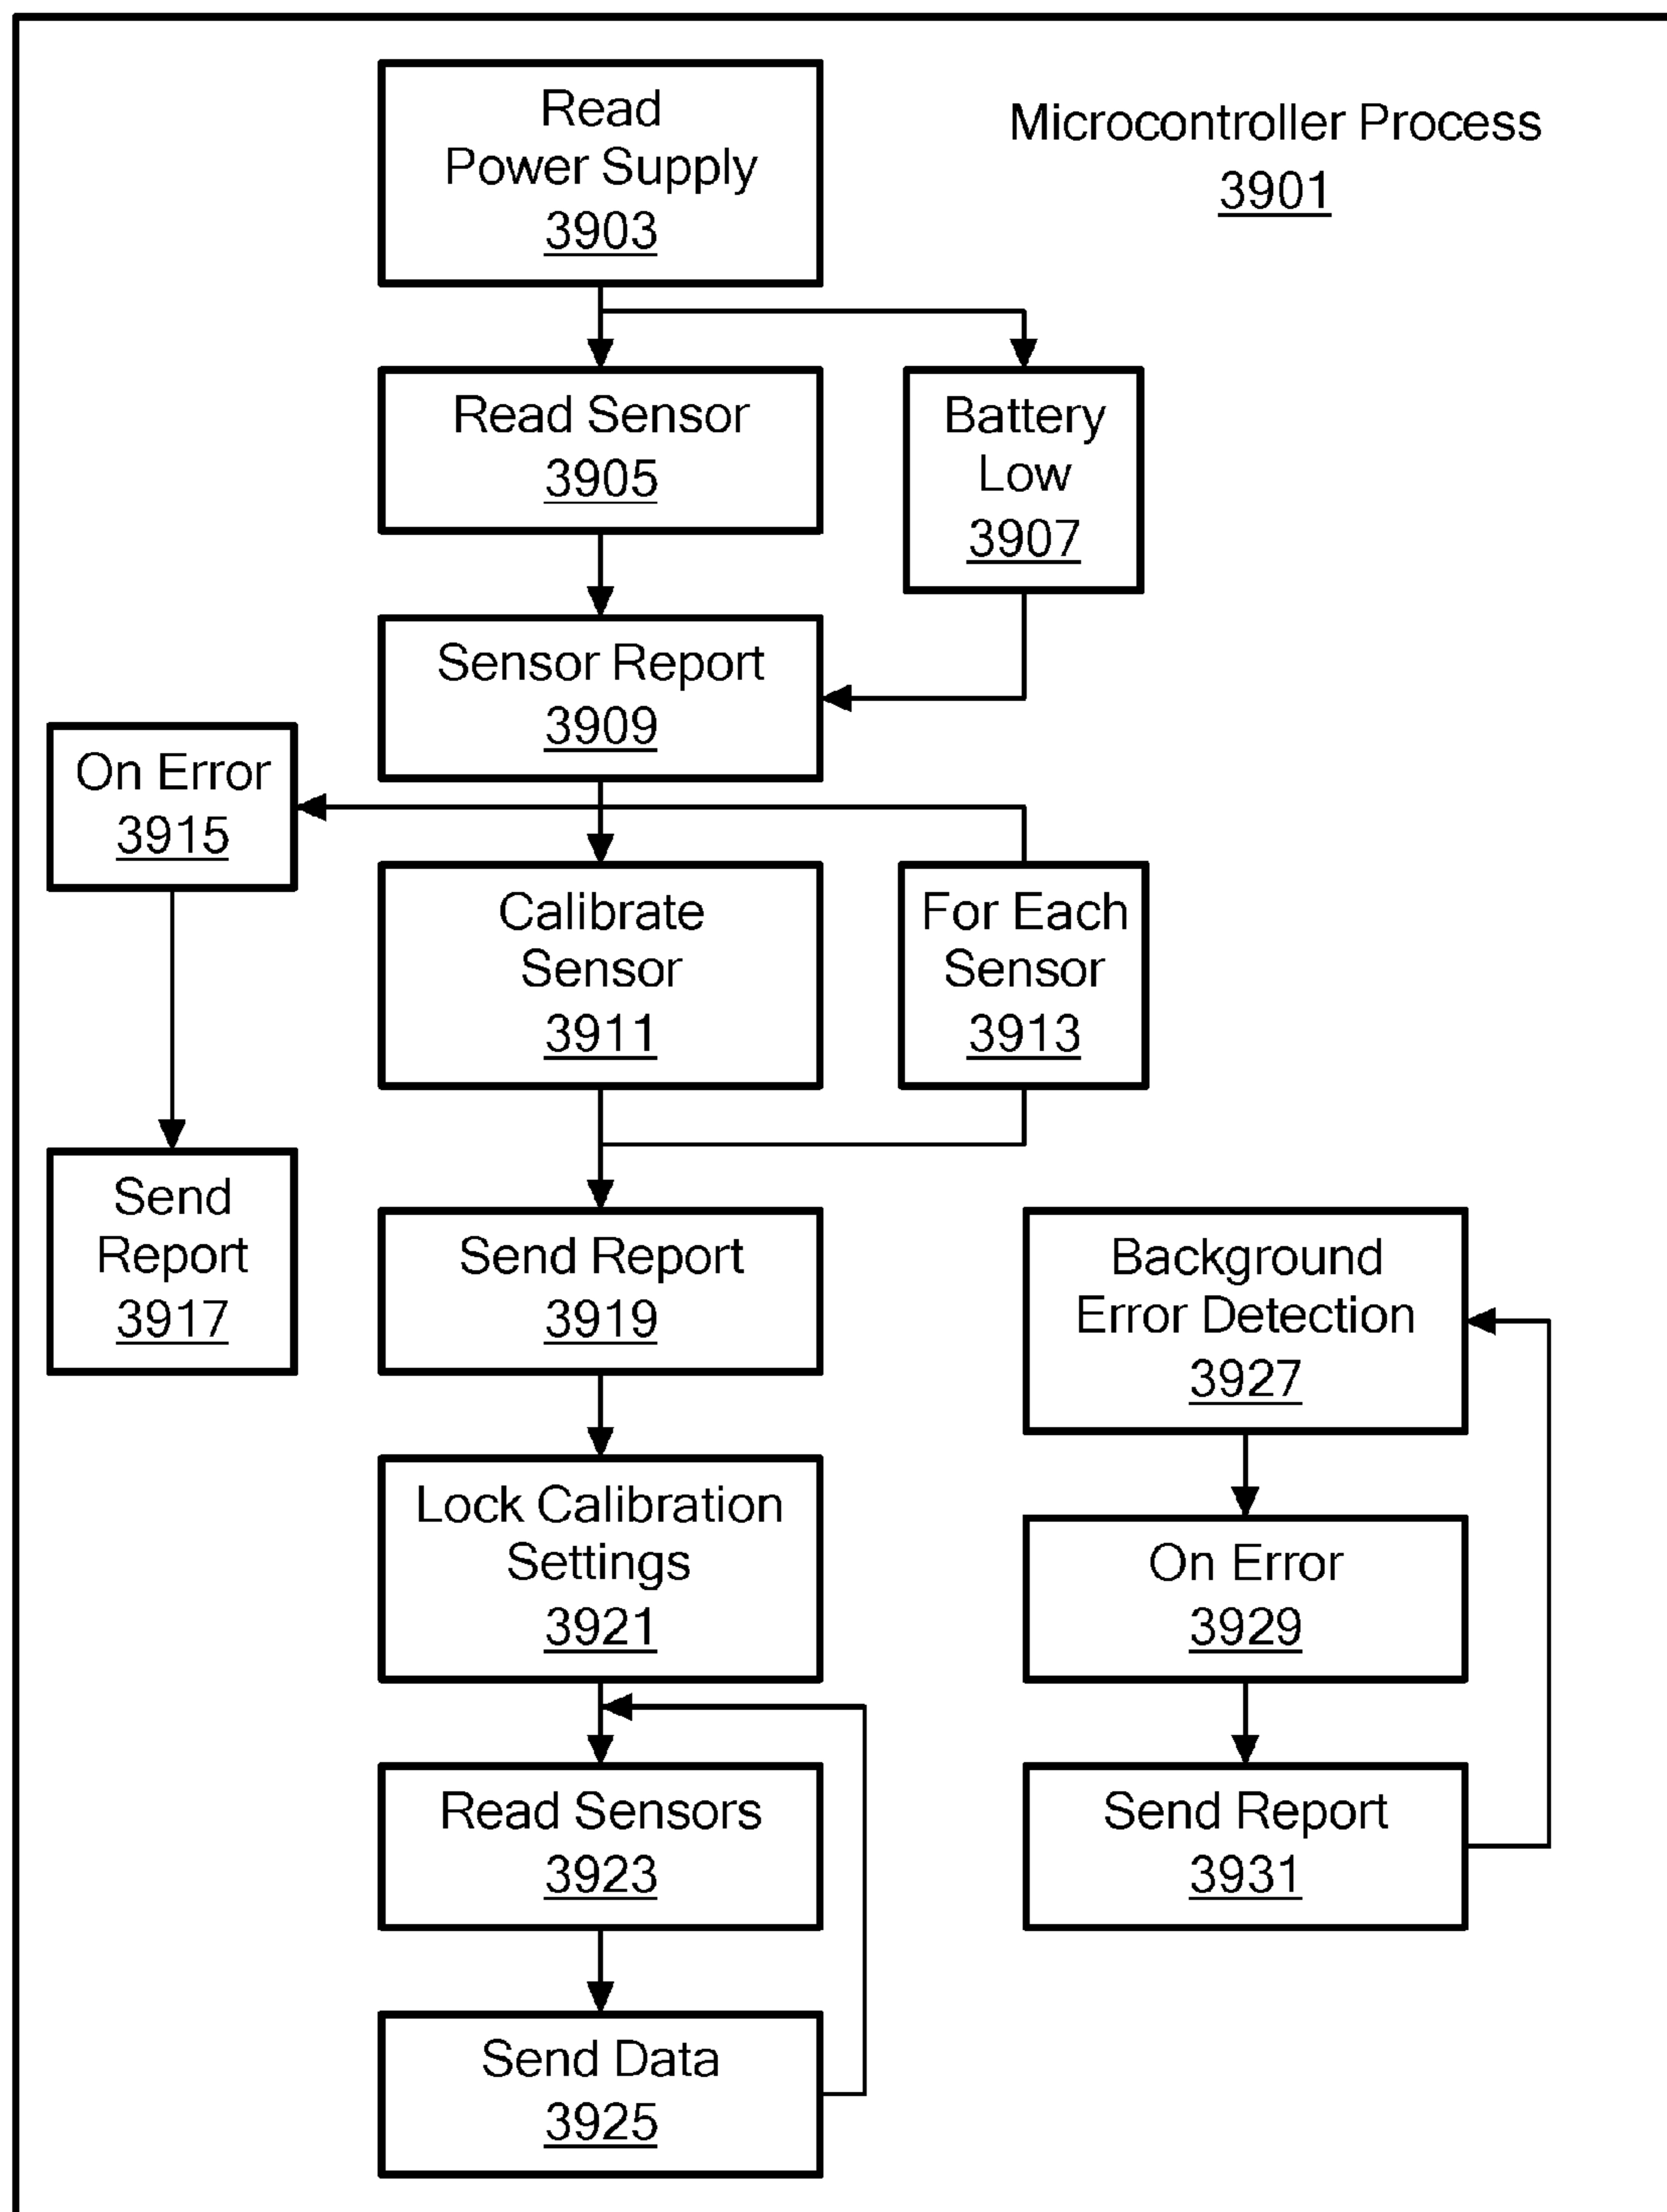 Read
Power Supply
3903
Microcontroller Process
3901
Read Sensor
3905
Battery
Low
3907
Sensor Report
3909
On Error
3915
Calibrate
Sensor
3911
For Each
Sensor
3913
Send
Report
3917
Send Report
3919
Background
Error Detection
3927
Lock Calibration
Settings
3921
On Error
3929
Read Sensors
3923
Send Report
3931
Send Data
3925